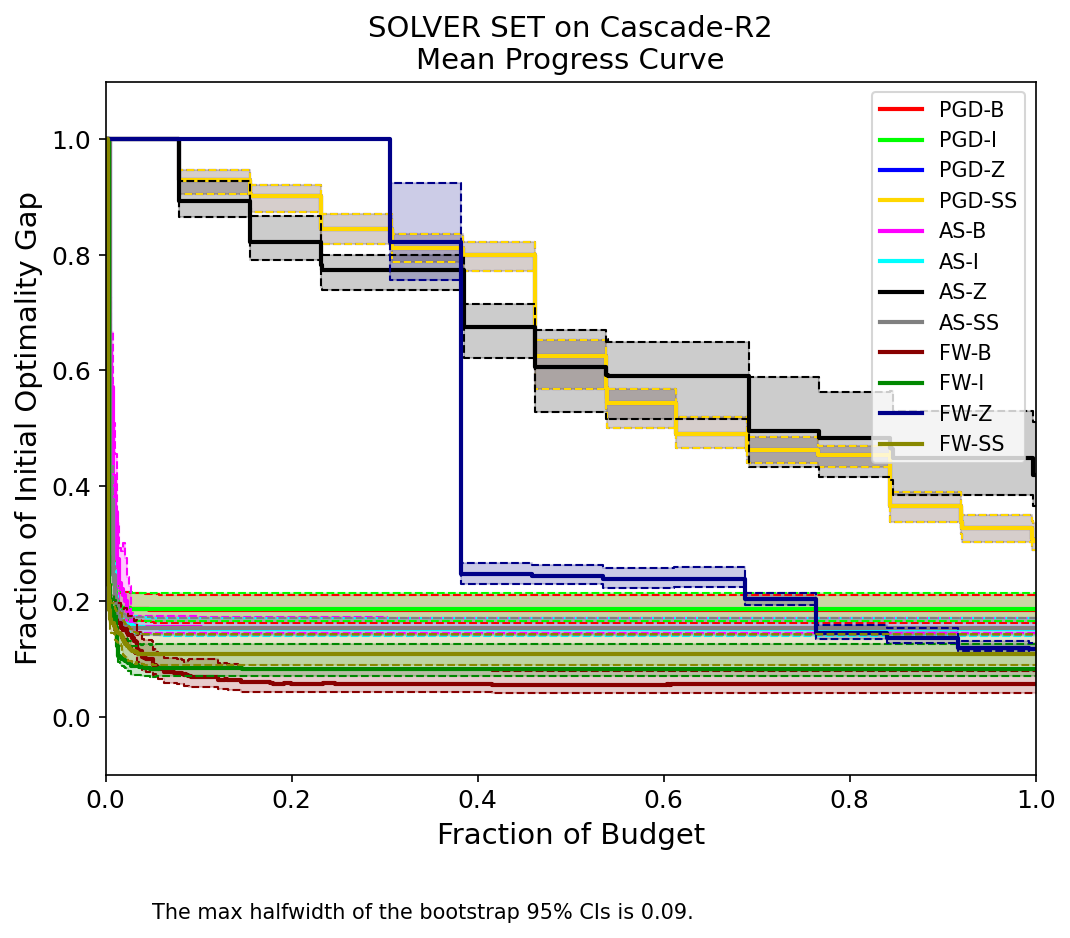 SOLVER SET on Cascade-R2
Mean Progress Curve
Fraction of Initial Optimality Gap
1.0
0.8
0.6
0.4
0.2
0.0
PGD-B
PGD-I
PGD-Z
PGD-SS
AS-B
AS-I
AS-Z
AS-SS
FW-B
FW-I
FW-Z
FW-SS
0.0 0.2 0.4 0.6 0.8 1.0
Fraction of Budget
The max halfwidth of the bootstrap 95% CIs is 0.09.